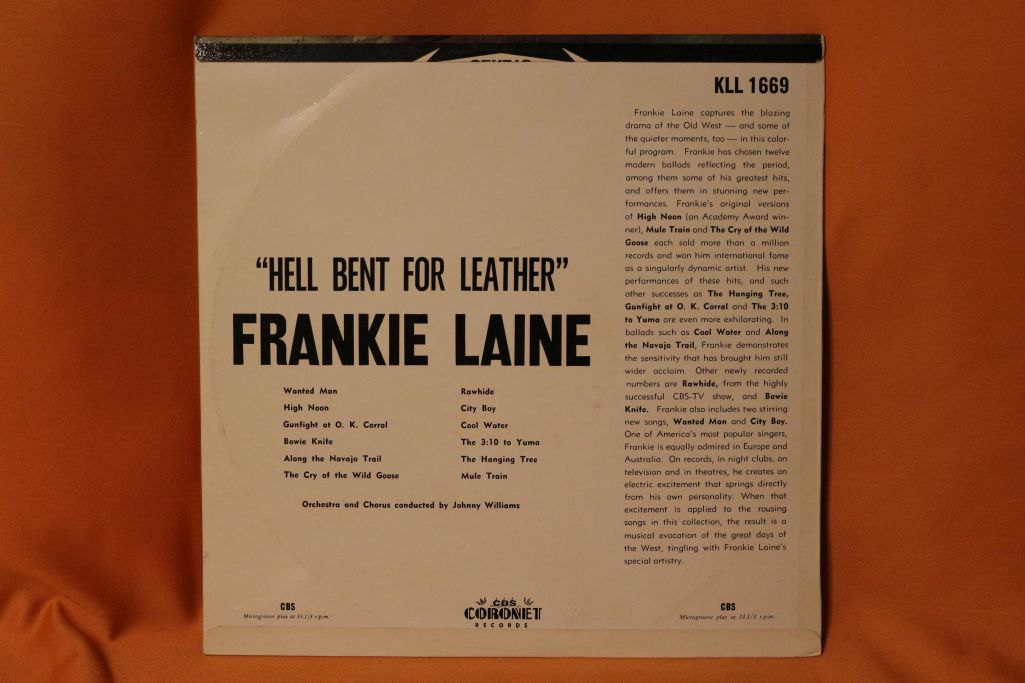 KLL 1669
Frankie Laine captures the blazing
drama of the Old West — and some of
the quieter moments, too — in this color-
ful program. Frankie has chosen twelve
modern ballads reflecting the period,
among them some of his greatest hits,
and offers them in stunning new per-
formances. Frankie's original versions
of High Noon (an Academy Award win-
ner), Mule Train and The Cry of the Wild
Goose each sold more than a million
records and won him international fame
as a singularly dynamic artist. His new
performances of these hits, and such
other successes as The Hanging Tree,
Gunfight at O. K. Corral and The 3:10
to Yuma are even more exhilarating. In
ballads such as Cool Water and Along
the Navajo Trail, Frankie demonstrates
the sensitivity that has brought him still
wider acclaim. Other newly recorded
numbers are Rawhide, from the highly
successful CBS-TV show, and Bowie
Knife. Frankie also includes two stirring
new songs, Wanted Man and City Boy.
One of America's most popular singers,
Frankie is equally admired in Europe and
Australia. On records, in night clubs, on
television and in theatres, he creates an
electric excitement that springs directly
from his own personality. When that
excitement is applied to the rousing
songs in this collection, the result is a
musical evocation of the great days of
the West, tingling with Frankie Laine's
special artistry.
"HELL BENT FOR LEATHER"
FRANKIE LAINE
Wanted Man
High Noon
Gunfight at O. K. Corral
Bowie Knife
Along the Navajo Trail
The Cry of the Wild Goose
Rawhide
City Boy
Cool Water
The 3:10 to Yuma
The Hanging Tree
Mule Train
Orchestra and Chorus conducted by Johnny Williams
CBS
Microgroove play at 33.1/3 r.p.m.
CBS
CORONET
RECORDS
CBS
Microgroove play at 33.1/3 r.p.m.